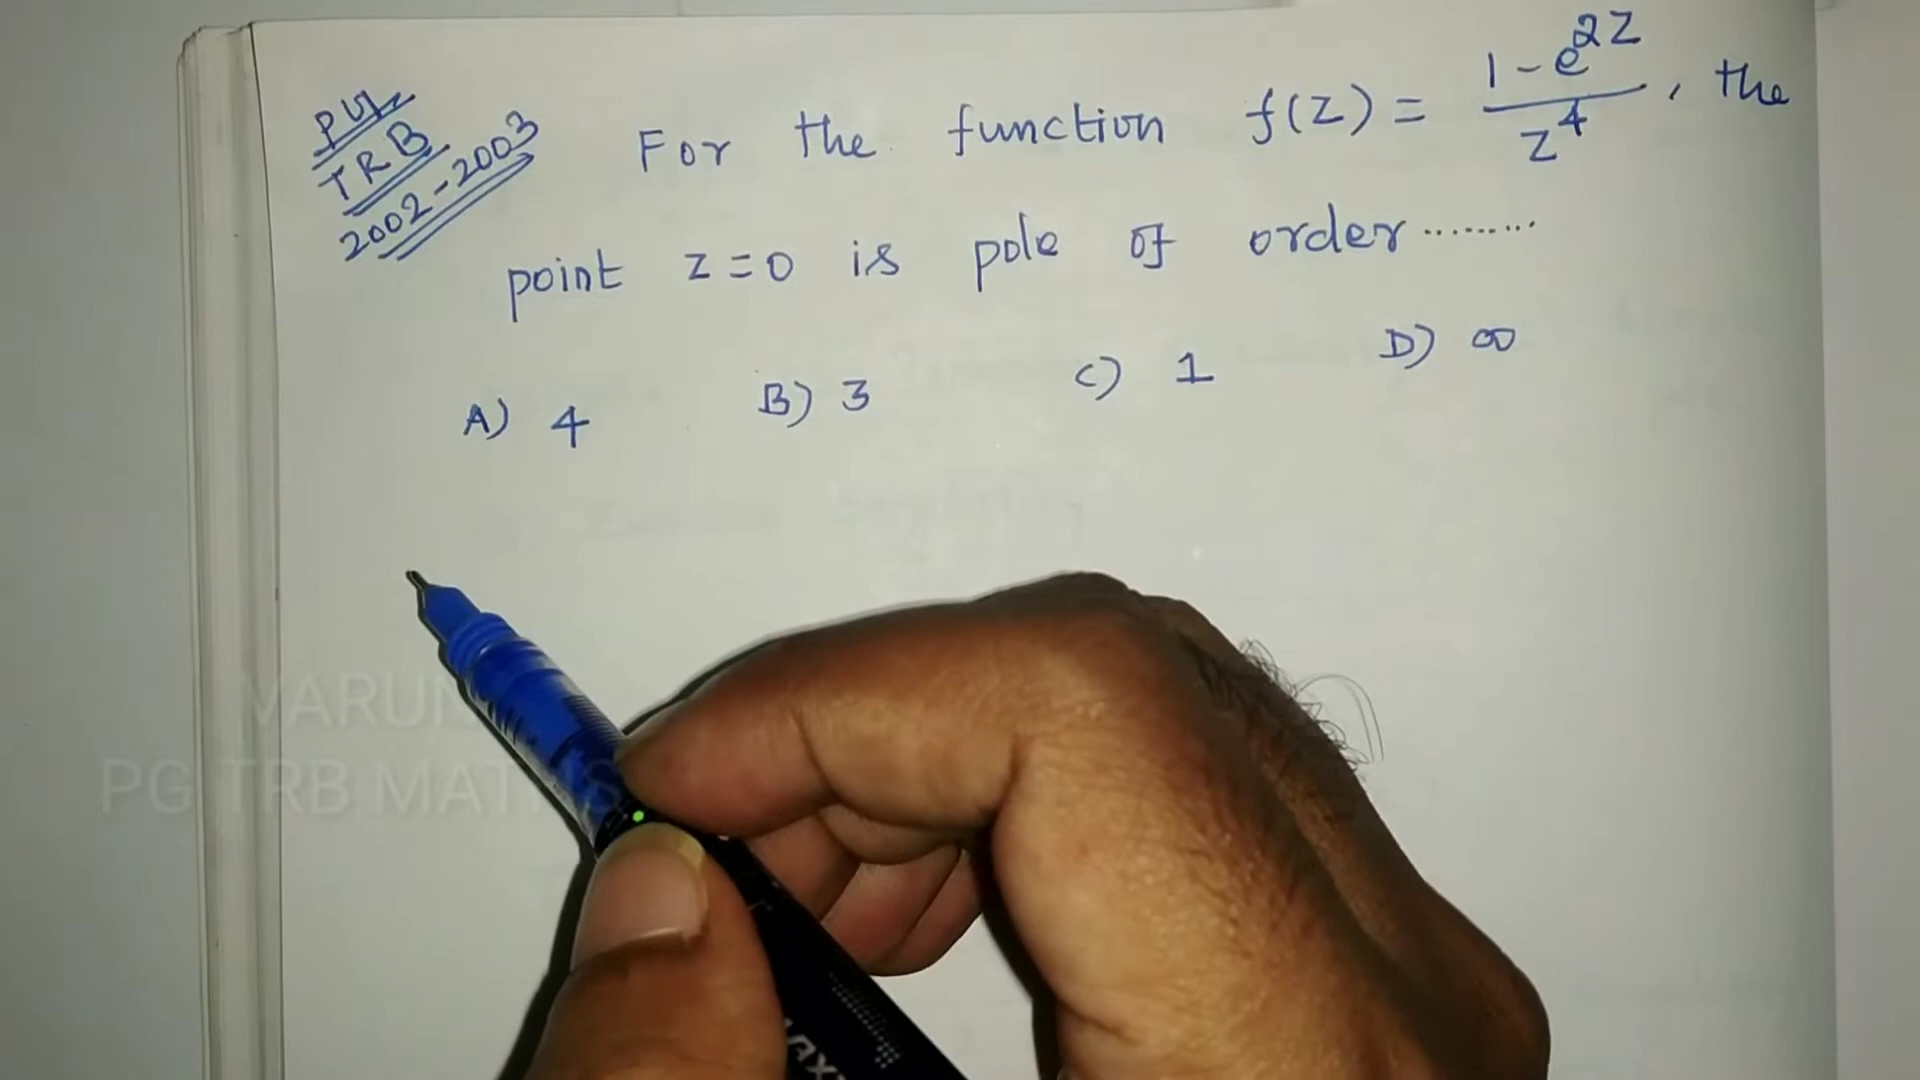 PG
TRB
2002-2003
For the function f(z) = \frac{1-e^{2z}}{z^4}, the
point z=0 is pole of order .........
A) 4 B) 3 C) 1 D) ∞
VARUN
PG TRB MATHS